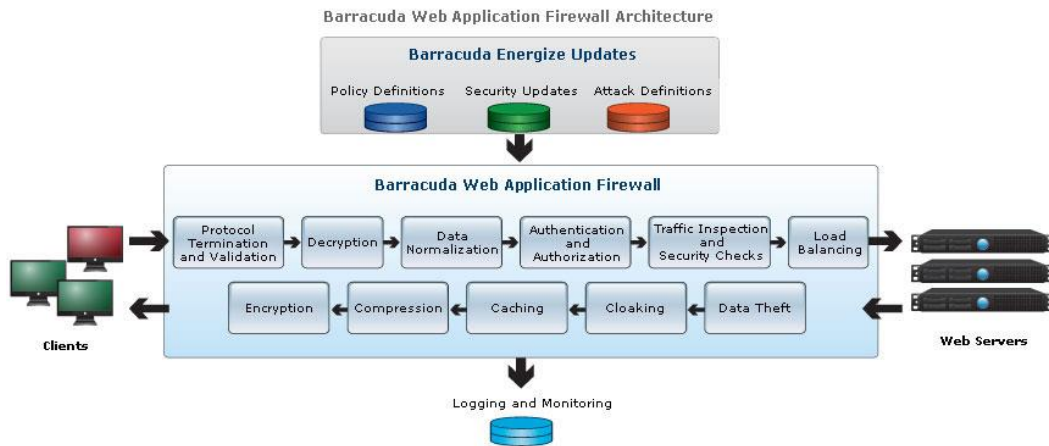 Barracuda Web Application Firewall Architecture
Barracuda Energize Updates
Policy Definitions
Security Updates
Attack Definitions
Barracuda Web Application Firewall
Protocol
Termination
and Validation
Decryption
Data
Normalization
Authentication
and
Authorization
Traffic Inspection
and
Security Checks
Load
Balancing
Encryption
Compression
Caching
Cloaking
Data Theft
Clients
Web Servers
Logging and Monitoring